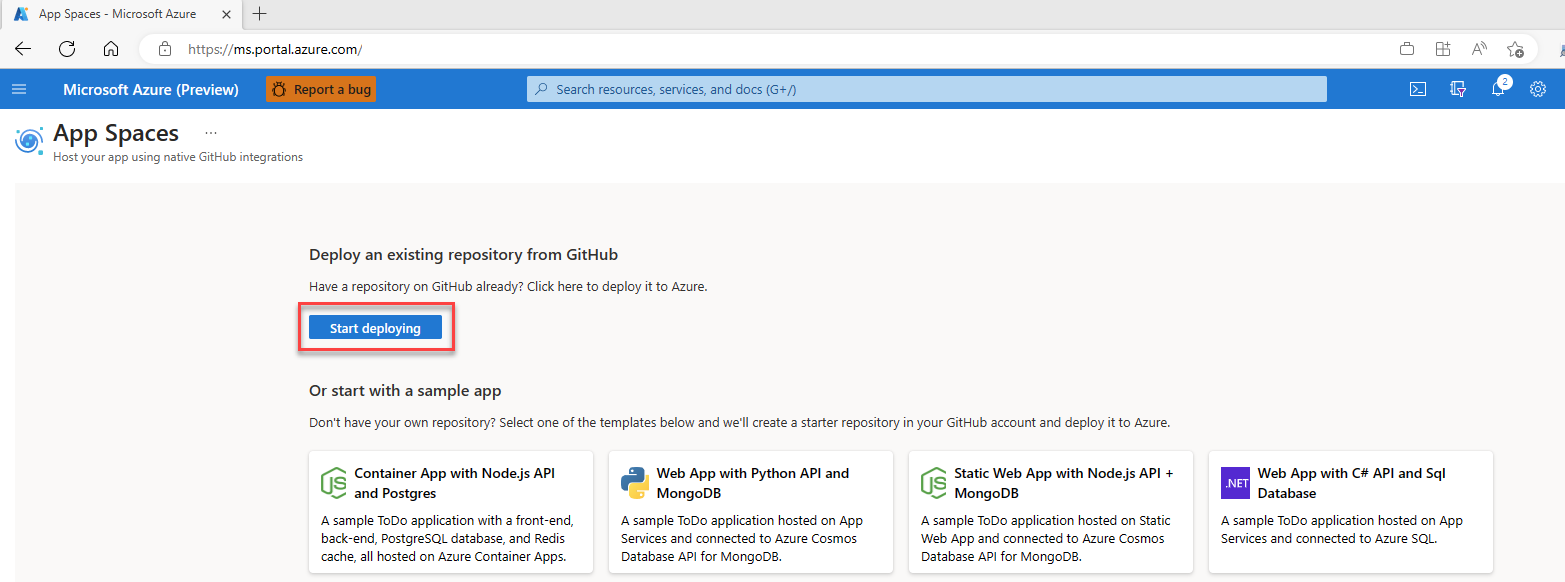 App Spaces - Microsoft Azure
https://ms.portal.azure.com/
Microsoft Azure (Preview)
Report a bug
Search resources, services, and docs (G+/)
2
App Spaces
...
Host your app using native GitHub integrations
Deploy an existing repository from GitHub
Have a repository on GitHub already? Click here to deploy it to Azure.
Start deploying
Or start with a sample app
Don't have your own repository? Select one of the templates below and we'll create a starter repository in your GitHub account and deploy it to Azure.
JS
Container App with Node.js API
and Postgres
A sample ToDo application with a front-end,
back-end, PostgreSQL database, and Redis
cache, all hosted on Azure Container Apps.
Web App with Python API and
MongoDB
A sample ToDo application hosted on App
Services and connected to Azure Cosmos
Database API for MongoDB.
JS
Static Web App with Node.js API +
MongoDB
A sample ToDo application hosted on Static
Web App and connected to Azure Cosmos
Database API for MongoDB.
.NET
Web App with C# API and Sql
Database
A sample ToDo application hosted on App
Services and connected to Azure SQL.